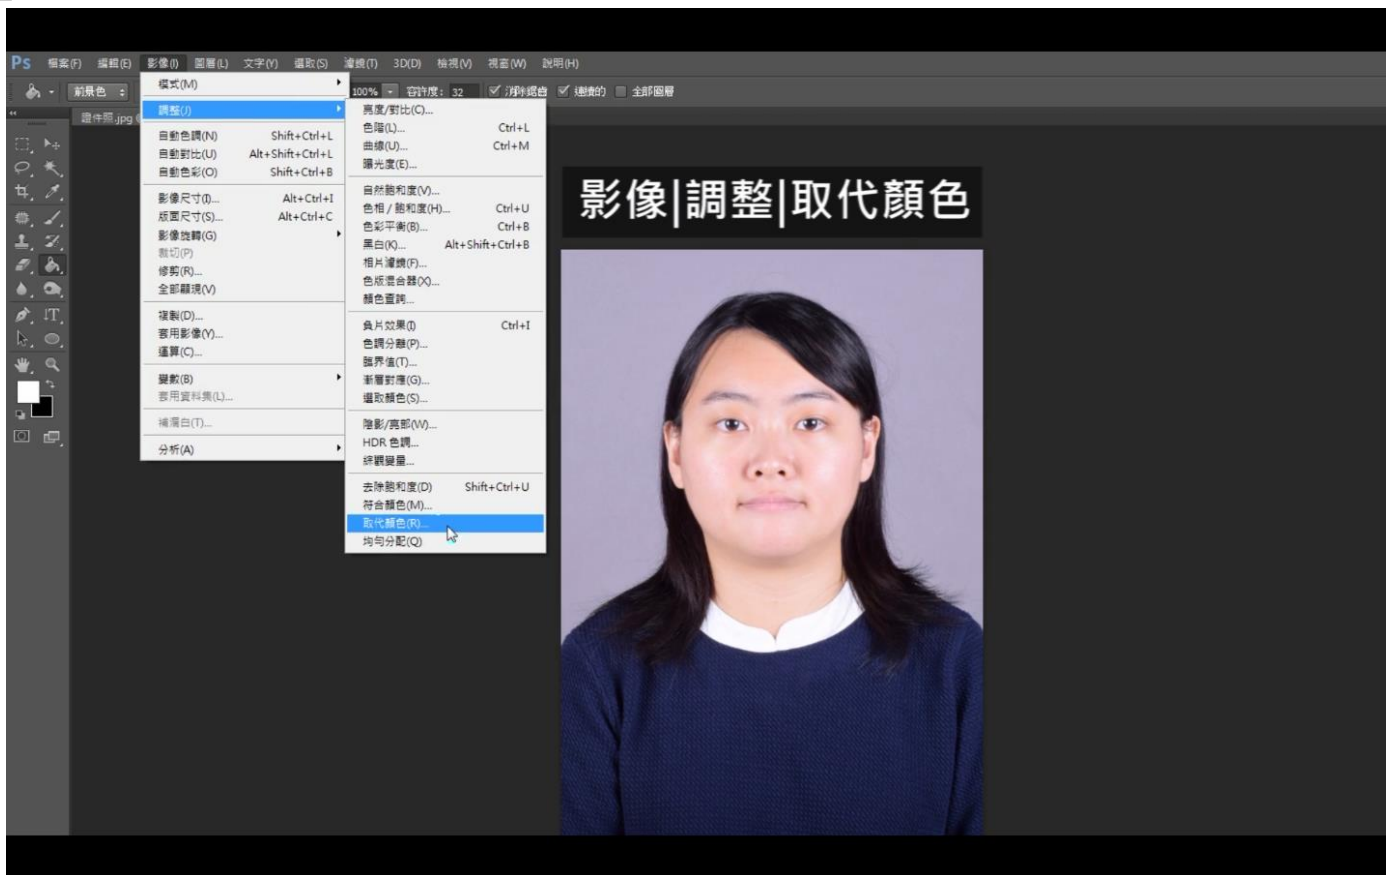 Ps 檔案(F) 編輯(E) 影像(I) 圖層(L) 文字(Y) 選取(S) 濾鏡(T) 3D(D) 檢視(V) 視窗(W) 說明(H)
前景色 100% 容許度: 32 消除鋸齒 連續的 全部圖層
證件照.jpg
模式(M)
調整(J)
自動色調(N) Shift+Ctrl+L
自動對比(U) Alt+Shift+Ctrl+L
自動色彩(O) Shift+Ctrl+B
影像尺寸(I)... Alt+Ctrl+I
版面尺寸(S)... Alt+Ctrl+C
影像旋轉(G)
裁切(P)
修剪(R)...
全部顯現(V)
複製(D)...
套用影像(Y)...
運算(C)...
變數(B)
套用資料集(L)...
補漏白(T)...
分析(A)
亮度/對比(C)...
色階(L)... Ctrl+L
曲線(U)... Ctrl+M
曝光度(E)...
自然飽和度(V)...
色相/飽和度(H)... Ctrl+U
色彩平衡(B)... Ctrl+B
黑白(K)... Alt+Shift+Ctrl+B
相片濾鏡(F)...
色版混合器(X)...
顏色查詢...
負片效果(I) Ctrl+I
色調分離(P)...
臨界值(T)...
漸層對應(G)...
選取顏色(S)...
陰影/亮部(W)...
HDR 色調...
綜觀變量...
去除飽和度(D) Shift+Ctrl+U
符合顏色(M)...
取代顏色(R)...
均勻分配(Q)
影像|調整|取代顏色